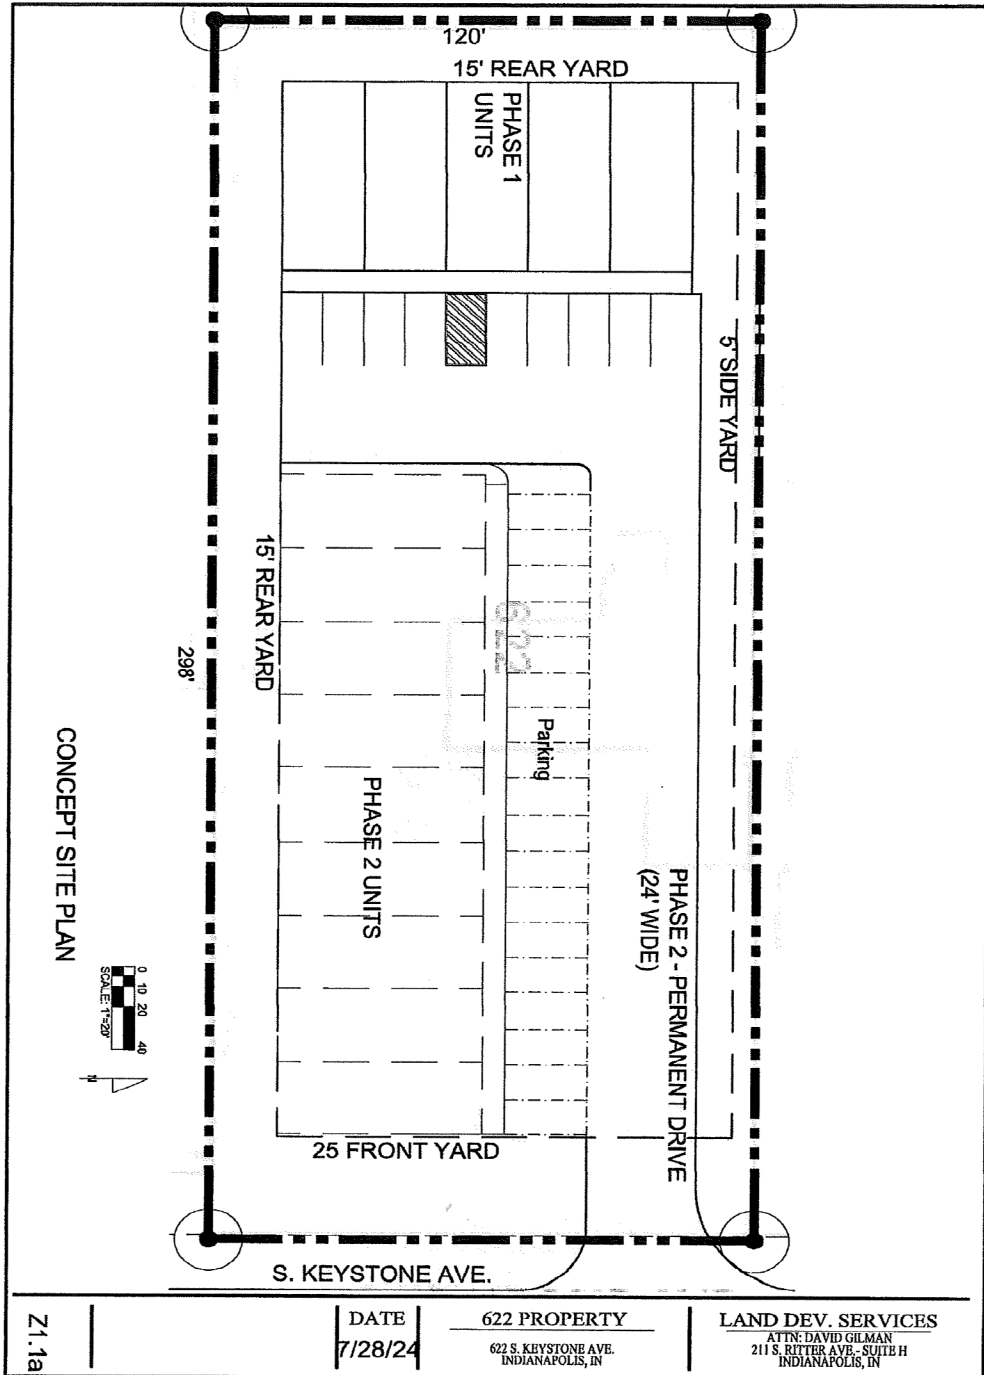 120'
15' REAR YARD
PHASE 1
UNITS
5' SIDE YARD
15' REAR YARD
298'
622
Parking
PHASE 2 UNITS
PHASE 2 - PERMANENT DRIVE
(24' WIDE)
CONCEPT SITE PLAN
0 10 20 40
SCALE: 1"=20'
N
25 FRONT YARD
S. KEYSTONE AVE.
Z1.1a
DATE
7/28/24
622 PROPERTY
622 S. KEYSTONE AVE.
INDIANAPOLIS, IN
LAND DEV. SERVICES
ATTN: DAVID GILMAN
211 S. RITTER AVE.- SUITE H
INDIANAPOLIS, IN